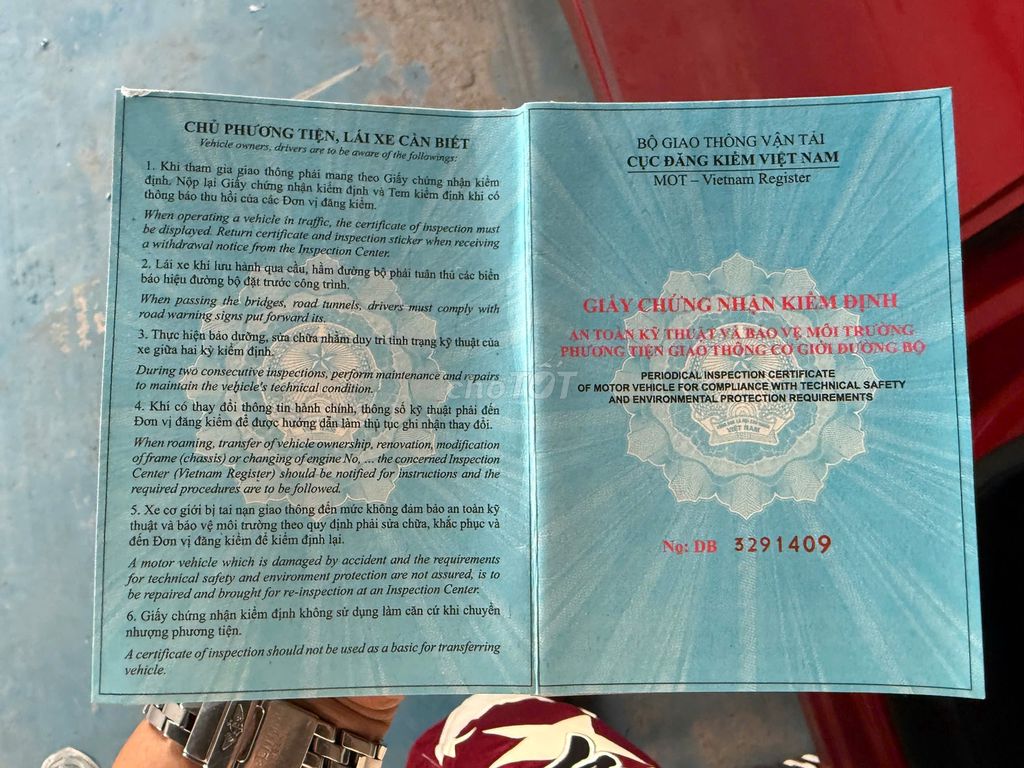 CHỦ PHƯƠNG TIỆN, LÁI XE CẦN BIẾT
Vehicle owners, drivers are to be aware of the followings:
1. Khi tham gia giao thông phải mang theo Giấy chứng nhận kiểm
định. Nộp lại Giấy chứng nhận kiểm định và Tem kiểm định khi có
thông báo thu hồi của các Đơn vị đăng kiểm.
When operating a vehicle in traffic, the certificate of inspection must
be displayed. Return certificate and inspection sticker when receiving
a withdrawal notice from the Inspection Center.
2. Lái xe khi lưu hành qua cầu, hầm đường bộ phải tuân thủ các biển
báo hiệu đường bộ đặt trước công trình.
When passing the bridges, road tunnels, drivers must comply with
road warning signs put forward its.
3. Thực hiện bảo dưỡng, sửa chữa nhằm duy trì tình trạng kỹ thuật của
xe giữa hai kỳ kiểm định.
During two consecutive inspections, perform maintenance and repairs
to maintain the vehicle's technical condition.
4. Khi có thay đổi thông tin hành chính, thông số kỹ thuật phải đến
Đơn vị đăng kiểm để được hướng dẫn làm thủ tục ghi nhận thay đổi.
When roaming, transfer of vehicle ownership, renovation, modification
of frame (chassis) or changing of engine No, ... the concerned Inspection
Center (Vietnam Register) should be notified for instructions and the
required procedures are to be followed.
5. Xe cơ giới bị tai nạn giao thông đến mức không đảm bảo an toàn kỹ
thuật và bảo vệ môi trường theo quy định phải sửa chữa, khắc phục và
đến Đơn vị đăng kiểm để kiểm định lại.
A motor vehicle which is damaged by accident and the requirements
for technical safety and environment protection are not assured, is to
be repaired and brought for re-inspection at an Inspection Center.
6. Giấy chứng nhận kiểm định không sử dụng làm căn cứ khi chuyển
nhượng phương tiện.
A certificate of inspection should not be used as a basic for transferring
vehicle.
BỘ GIAO THÔNG VẬN TẢI
CỤC ĐĂNG KIỂM VIỆT NAM
MOT – Vietnam Register
GIẤY CHỨNG NHẬN KIỂM ĐỊNH
AN TOÀN KỸ THUẬT VÀ BẢO VỆ MÔI TRƯỜNG
PHƯƠNG TIỆN GIAO THÔNG CƠ GIỚI ĐƯỜNG BỘ
PERIODICAL INSPECTION CERTIFICATE
OF MOTOR VEHICLE FOR COMPLIANCE WITH TECHNICAL SAFETY
AND ENVIRONMENTAL PROTECTION REQUIREMENTS
VIỆT NAM
No: DB 3291409
chợTỐT